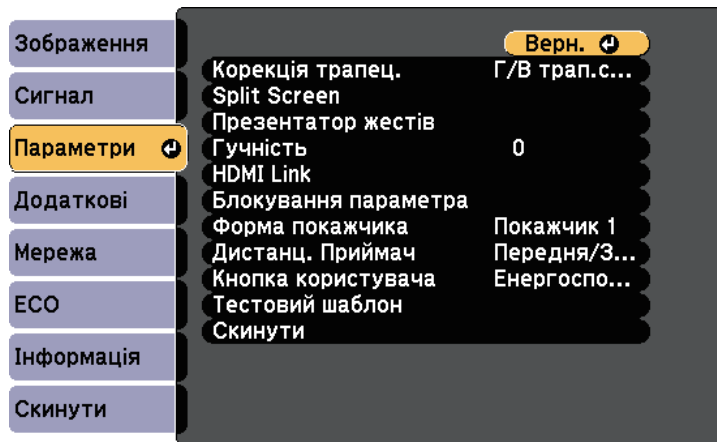 Зображення
Сигнал
Параметри
Додаткові
Мережа
ECO
Інформація
Скинути
Верн.
Корекція трапец. Г/В трап.с...
Split Screen
Презентатор жестів
Гучність 0
HDMI Link
Блокування параметра
Форма покажчика Покажчик 1
Дистанц. Приймач Передня/З...
Кнопка користувача Енергоспо...
Тестовий шаблон
Скинути